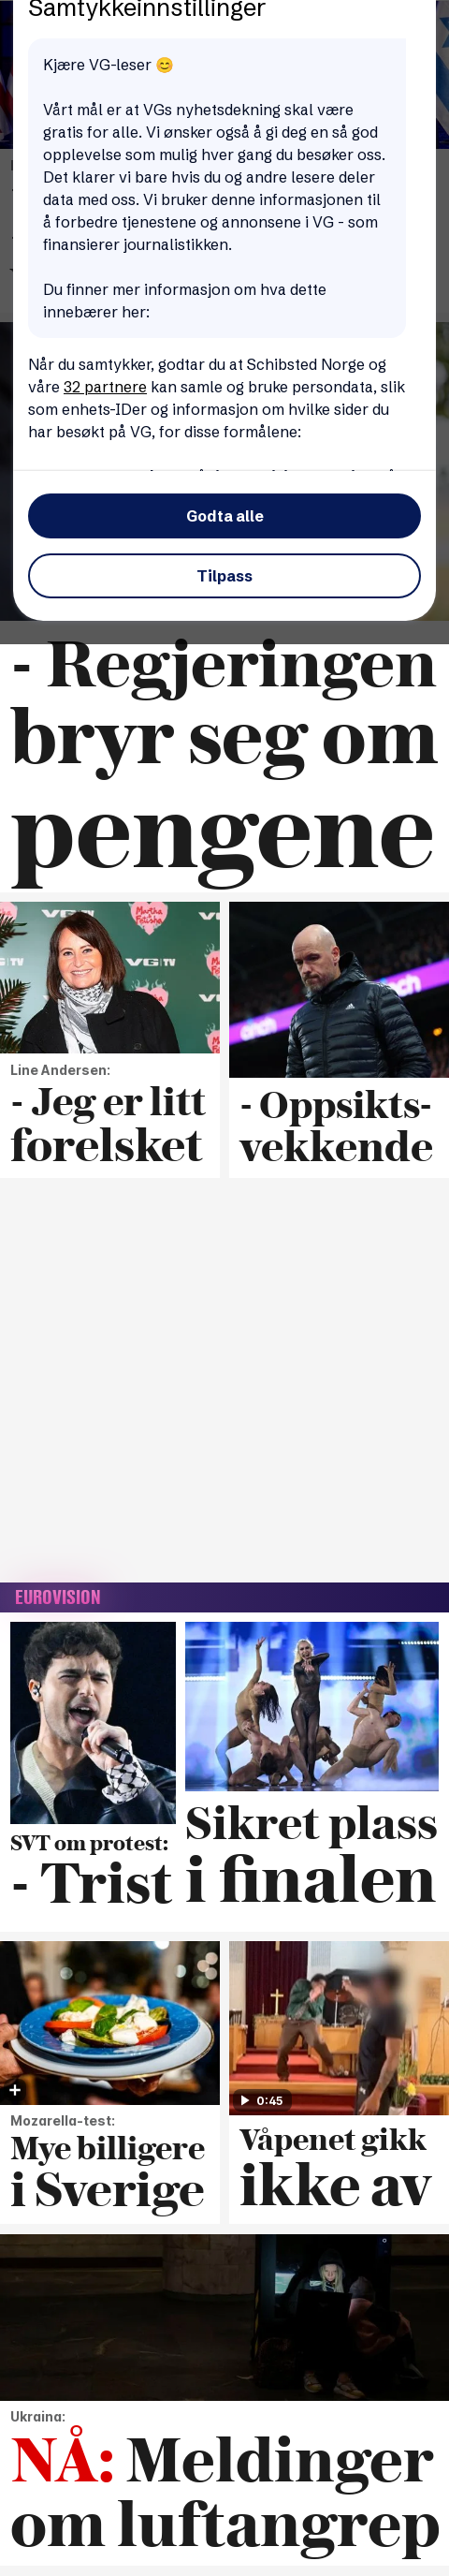 Samtykkeinnstillinger
Kjære VG-leser 😊
Vårt mål er at VGs nyhetsdekning skal være
gratis for alle. Vi ønsker også å gi deg en så god
opplevelse som mulig hver gang du besøker oss.
Det klarer vi bare hvis du og andre lesere deler
data med oss. Vi bruker denne informasjonen til
å forbedre tjenestene og annonsene i VG - som
finansierer journalistikken.
Du finner mer informasjon om hva dette
innebærer her:
Når du samtykker, godtar du at Schibsted Norge og
våre 32 partnere kan samle og bruke persondata, slik
som enhets-IDer og informasjon om hvilke sider du
har besøkt på VG, for disse formålene:
Godta alle
Tilpass
- Regjeringen
bryr seg om
pengene
Martha
Fotisha
VG TV
VG
Line Andersen:
- Jeg er litt
forelsket
- Oppsikts-
vekkende
EUROVISION
SVT om protest:
- Trist
Sikret plass
i finalen
Mozarella-test:
Mye billigere
i Sverige
0:45
Våpenet gikk
ikke av
Ukraina:
NÅ: Meldinger
om luftangrep